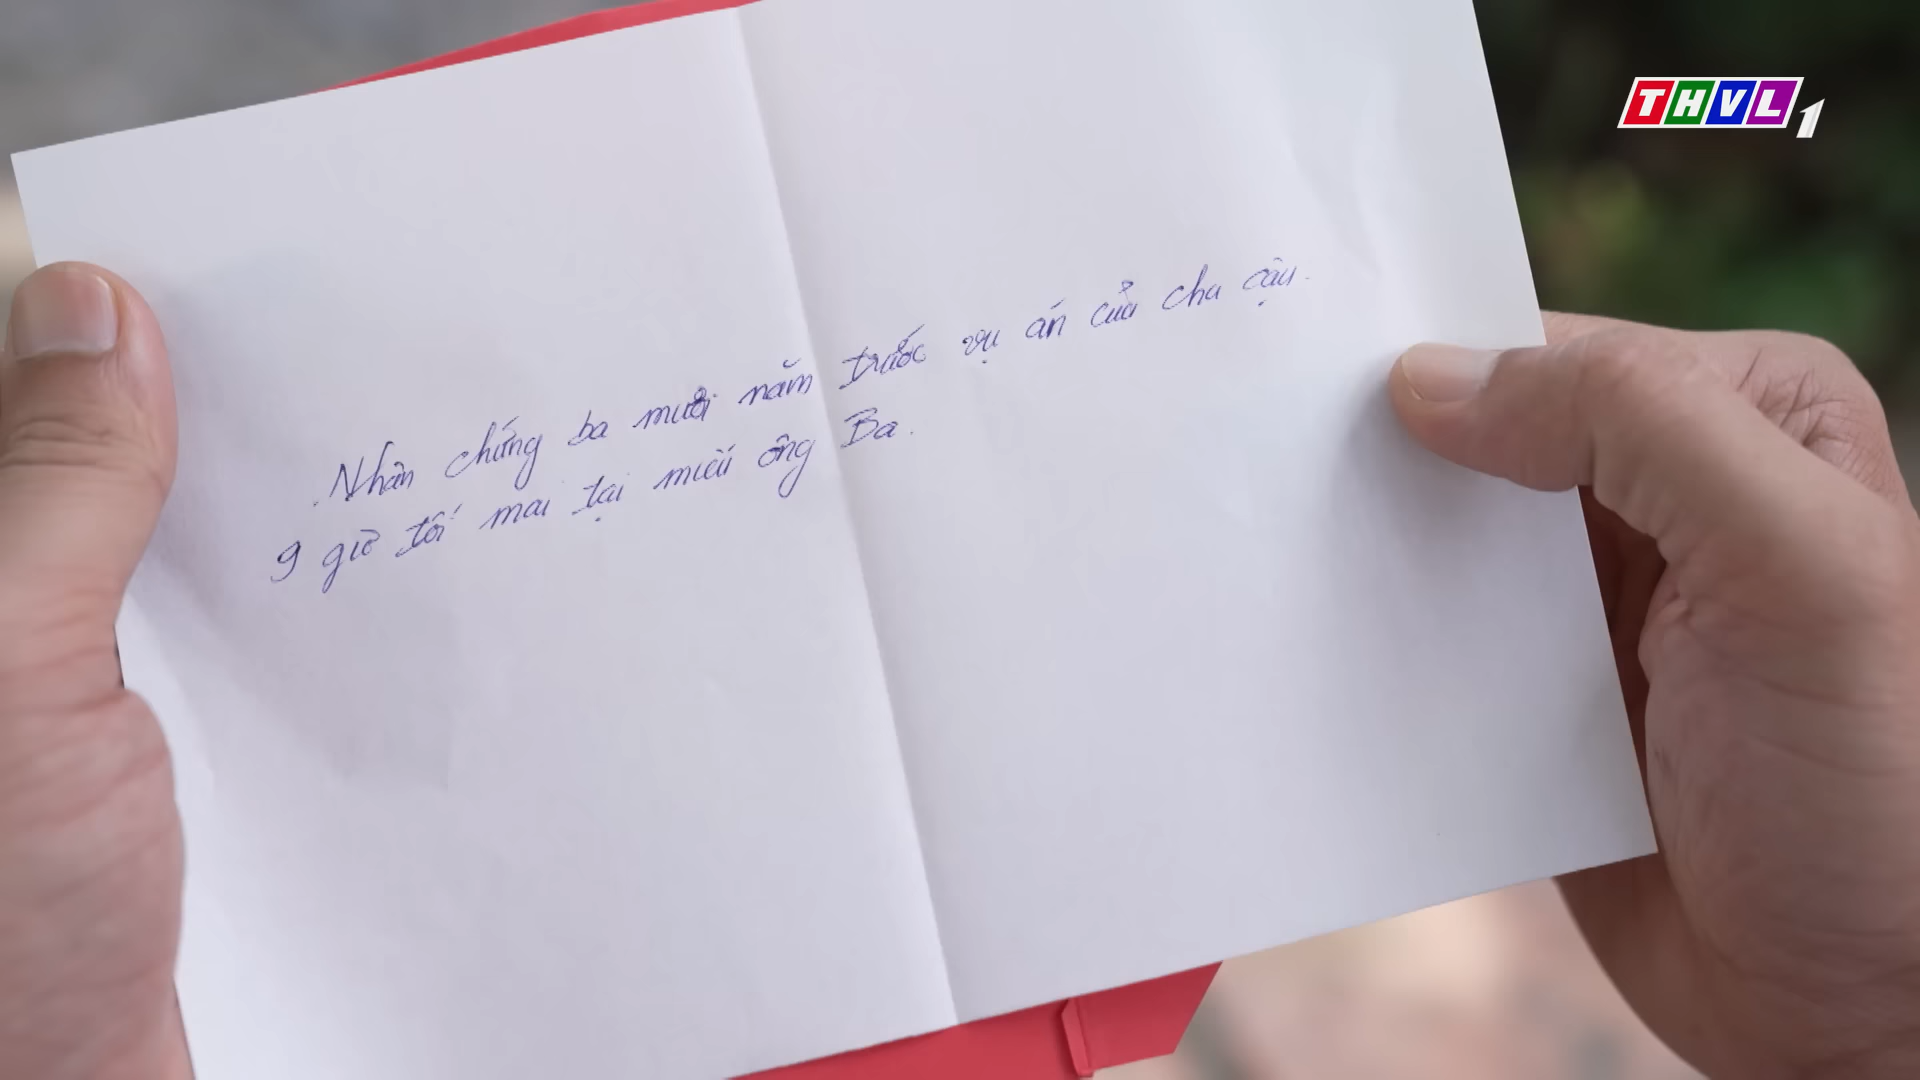 THVL1
Nhân chứng ba mươi năm trước vụ án của cha cậu.
9 giờ tối mai tại miếu ông Ba.